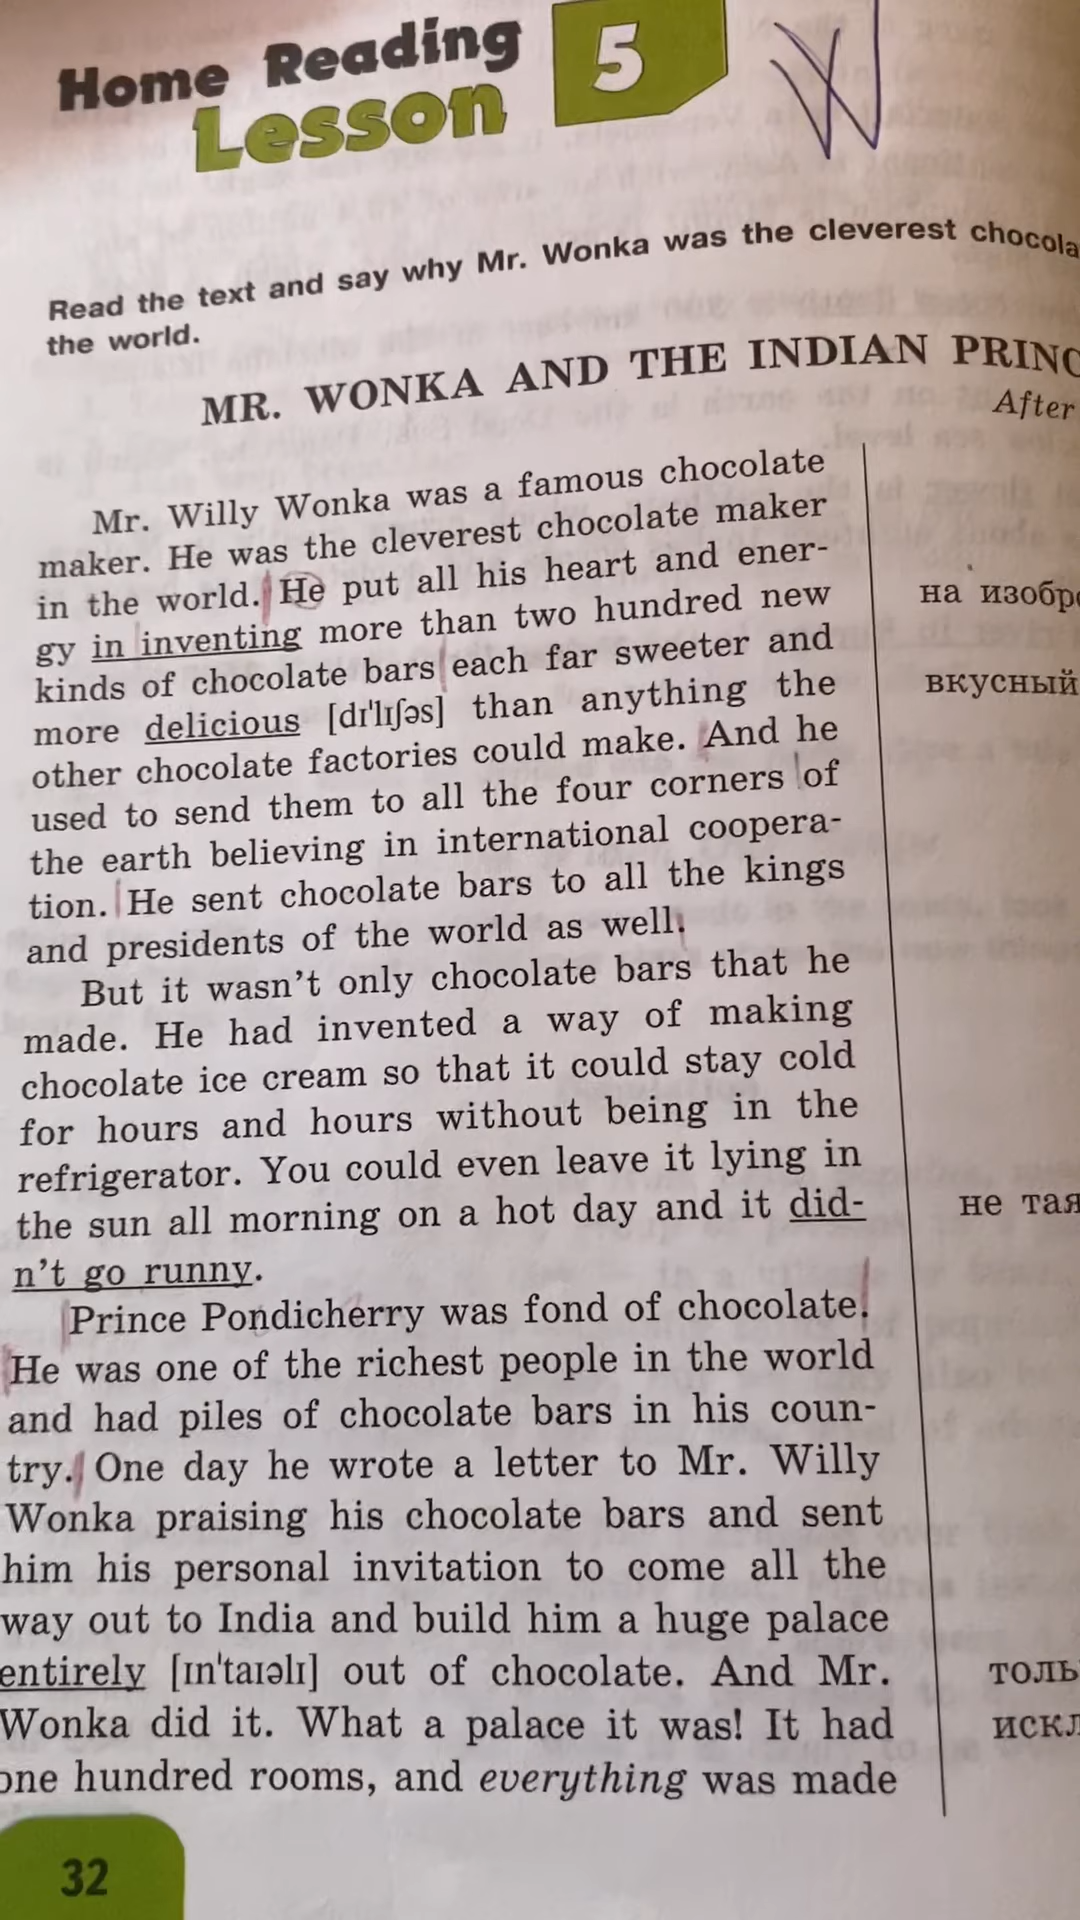 Home Reading
Lesson 5
Read the text and say why Mr. Wonka was the cleverest
the world.
MR. WONKA AND THE INDIAN
After
Mr. Willy Wonka was a famous chocolate
maker. He was the cleverest chocolate maker
in the world. He put all his heart and ener-
gy in inventing more than two hundred new
kinds of chocolate bars each far sweeter and
more delicious [dɪ'lɪʃəs] than anything the
other chocolate factories could make. And he
used to send them to all the four corners of
the earth believing in international coopera-
tion. He sent chocolate bars to all the kings
and presidents of the world as well.
But it wasn't only chocolate bars that he
made. He had invented a way of making
chocolate ice cream so that it could stay cold
for hours and hours without being in the
refrigerator. You could even leave it lying in
the sun all morning on a hot day and it did-
n't go runny.
Prince Pondicherry was fond of chocolate.
He was one of the richest people in the world
and had piles of chocolate bars in his coun-
try. One day he wrote a letter to Mr. Willy
Wonka praising his chocolate bars and sent
him his personal invitation to come all the
way out to India and build him a huge palace
entirely [ɪn'taɪəlɪ] out of chocolate. And Mr.
Wonka did it. What a palace it was! It had
one hundred rooms, and everything was made
на
вкусный
не
32